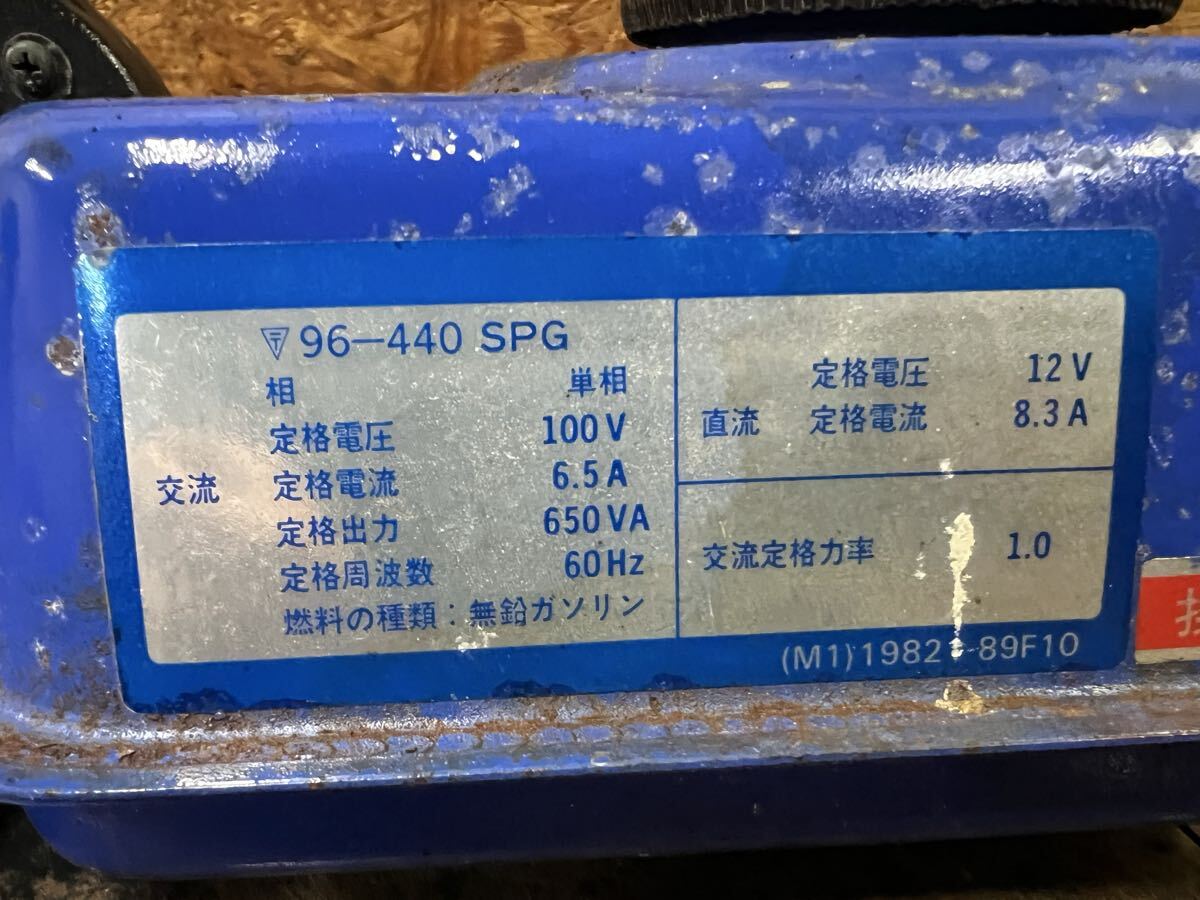 〒96-440 SPG
相 単相
定格電圧 100V
交流 定格電流 6.5A
定格出力 650VA
定格周波数 60Hz
燃料の種類：無鉛ガソリン
定格電圧 12V
直流 定格電流 8.3A
交流定格力率 1.0
(M1)19821-89F10